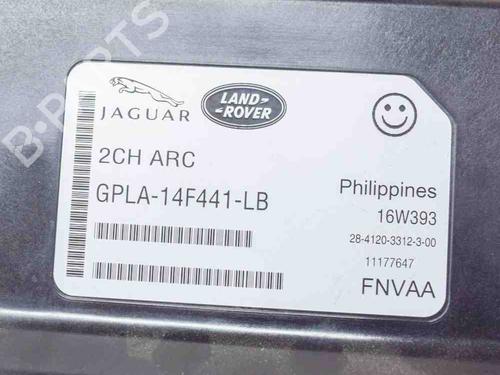 B-PARTS
JAGUAR
LAND-
-ROVER
2CH ARC
GPLA-14F441-LB
Philippines
16W393
28-4120-3312-3-00
11177647
FNVAA